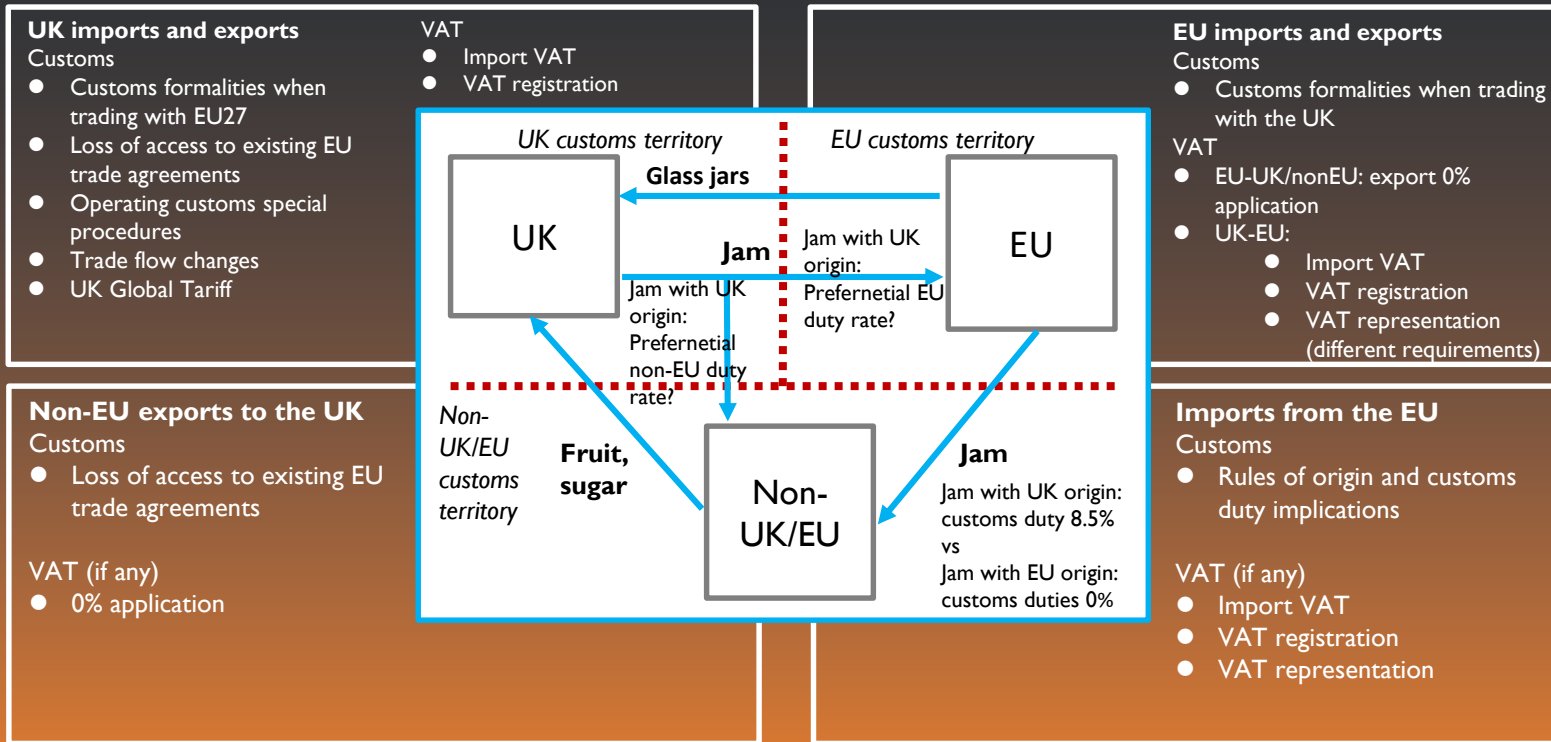 UK imports and exports
Customs
● Customs formalities when
trading with EU27
● Loss of access to existing EU
trade agreements
● Operating customs special
procedures
● Trade flow changes
● UK Global Tariff
VAT
● Import VAT
● VAT registration
EU imports and exports
Customs
● Customs formalities when trading
with the UK
VAT
● EU-UK/nonEU: export 0%
application
● UK-EU:
● Import VAT
● VAT registration
● VAT representation
(different requirements)
UK customs territory
EU customs territory
Glass jars
UK
EU
Jam
Jam with UK
origin:
Prefernetial EU
duty rate?
Jam with UK
origin:
Prefernetial
non-EU duty
rate?
Non-
UK/EU
customs
territory
Fruit,
sugar
Non-
UK/EU
Jam
Jam with UK origin:
customs duty 8.5%
vs
Jam with EU origin:
customs duties 0%
Non-EU exports to the UK
Customs
● Loss of access to existing EU
trade agreements
VAT (if any)
● 0% application
Imports from the EU
Customs
● Rules of origin and customs
duty implications
VAT (if any)
● Import VAT
● VAT registration
● VAT representation